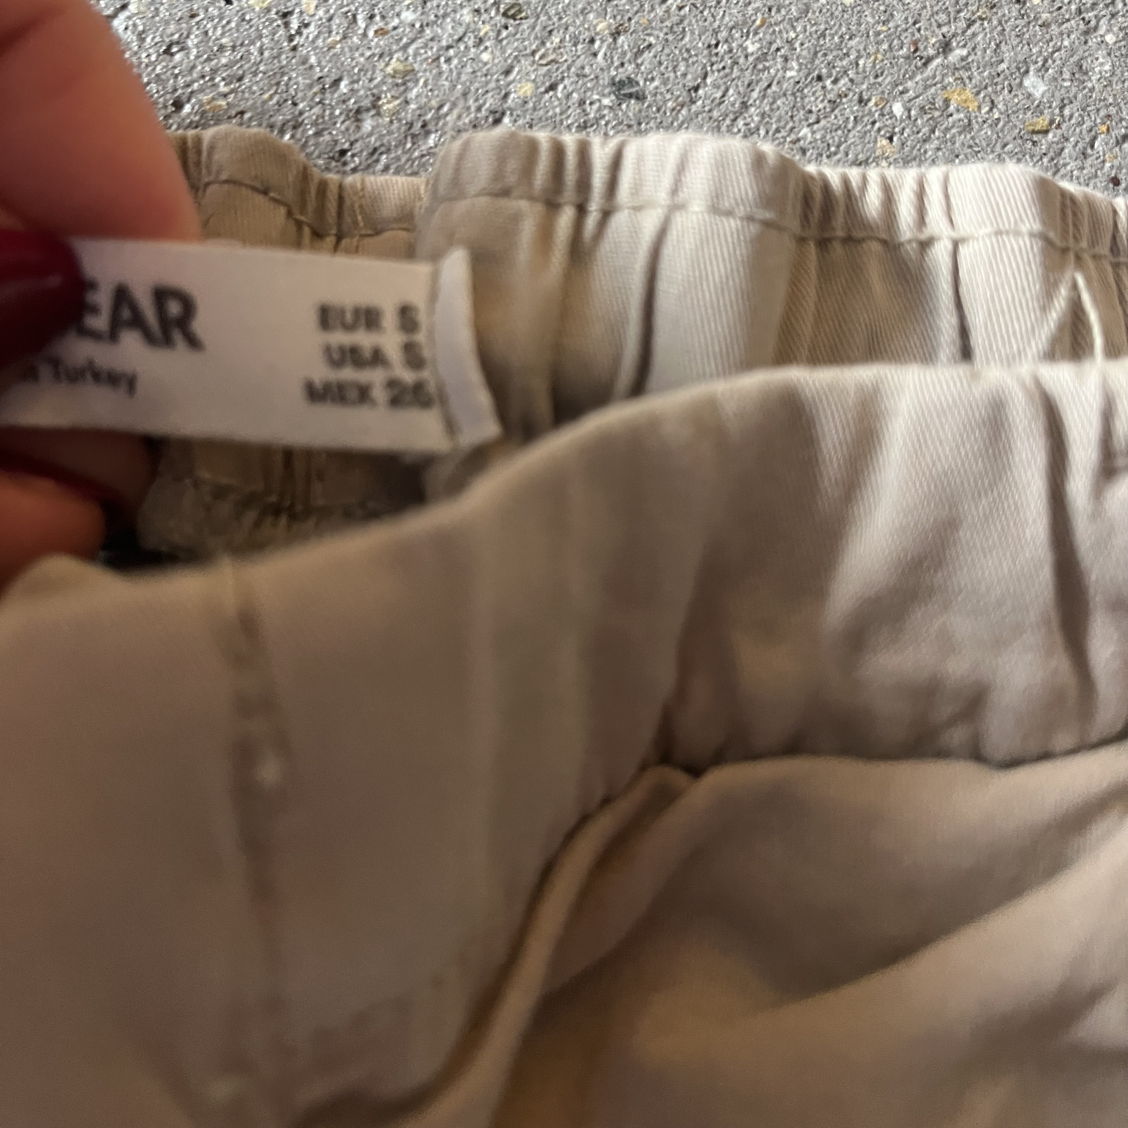 EAR
Turkey
EUR S
USA S
MEX 26